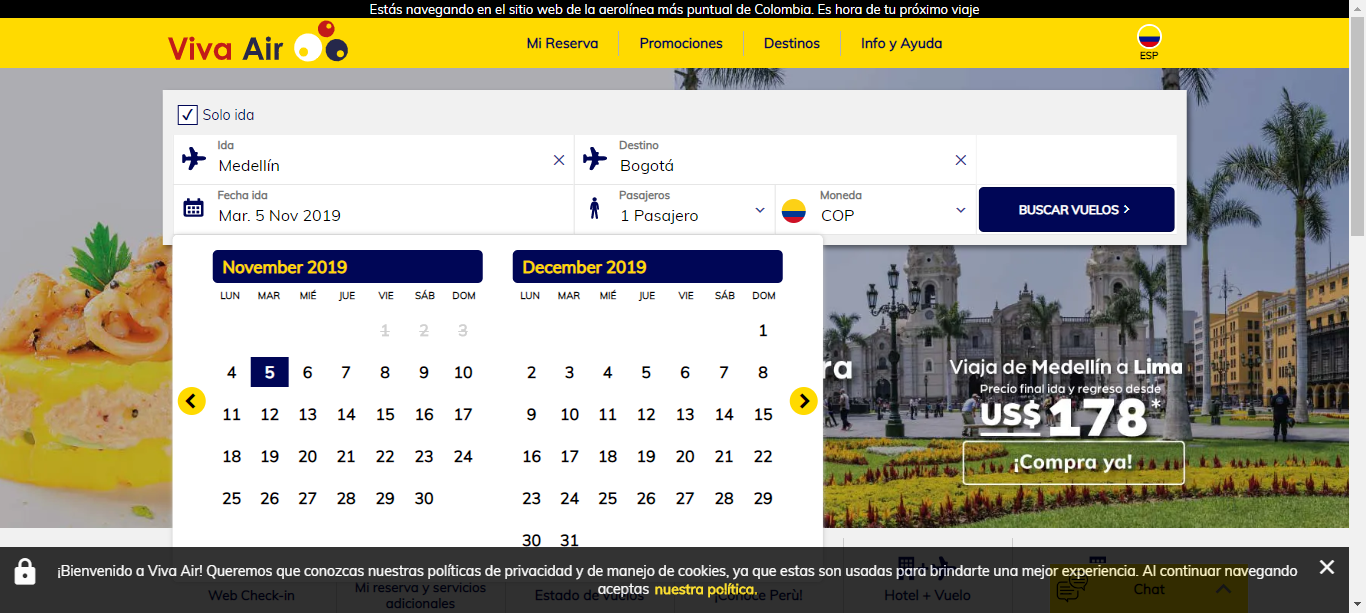 Estás navegando en el sitio web de la aerolínea más puntual de Colombia. Es hora de tu próximo viaje
Viva Air
Mi Reserva
Promociones
Destinos
Info y Ayuda
ESP
Solo ida
Ida
Medellín
Destino
Bogotá
Fecha ida
Mar. 5 Nov 2019
Pasajeros
1 Pasajero
Moneda
COP
BUSCAR VUELOS
November 2019
LUN MAR MIÉ JUE VIE SÁB DOM
1 2 3
4 5 6 7 8 9 10
11 12 13 14 15 16 17
18 19 20 21 22 23 24
25 26 27 28 29 30
December 2019
LUN MAR MIÉ JUE VIE SÁB DOM
1
2 3 4 5 6 7 8
9 10 11 12 13 14 15
16 17 18 19 20 21 22
23 24 25 26 27 28 29
30 31
ra
Viaja de Medellín a Lima
Precio final ida y regreso desde
US$ 178*
¡Compra ya!
¡Bienvenido a Viva Air! Queremos que conozcas nuestras políticas de privacidad y de manejo de cookies, ya que estas son usadas para brindarte una mejor experiencia. Al continuar navegando
aceptas nuestra política.
Web Check-in
Mi reserva y servicios
adicionales
Estado de vuelos
¡Conoce Perù!
Hotel + Vuelo
Chat